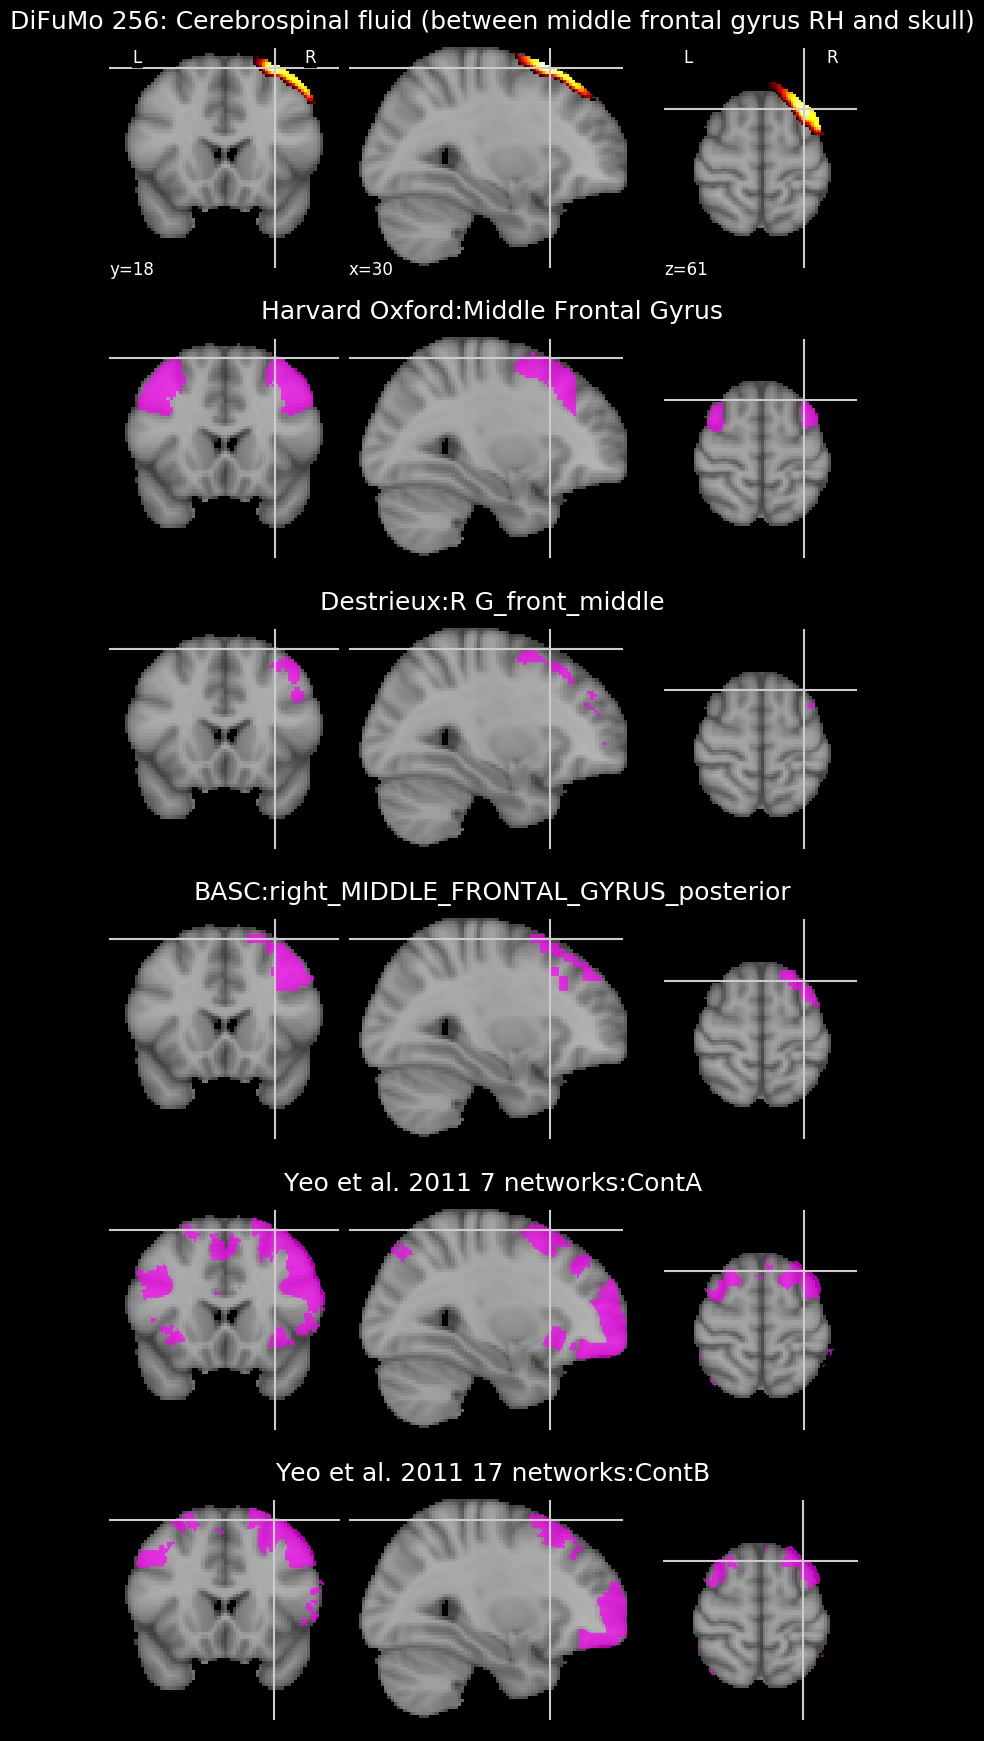 DiFuMo 256: Cerebrospinal fluid (between middle frontal gyrus RH and skull)
L R L R
y=18 x=30 z=61
Harvard Oxford:Middle Frontal Gyrus
Destrieux:R G_front_middle
BASC:right_MIDDLE_FRONTAL_GYRUS_posterior
Yeo et al. 2011 7 networks:ContA
Yeo et al. 2011 17 networks:ContB